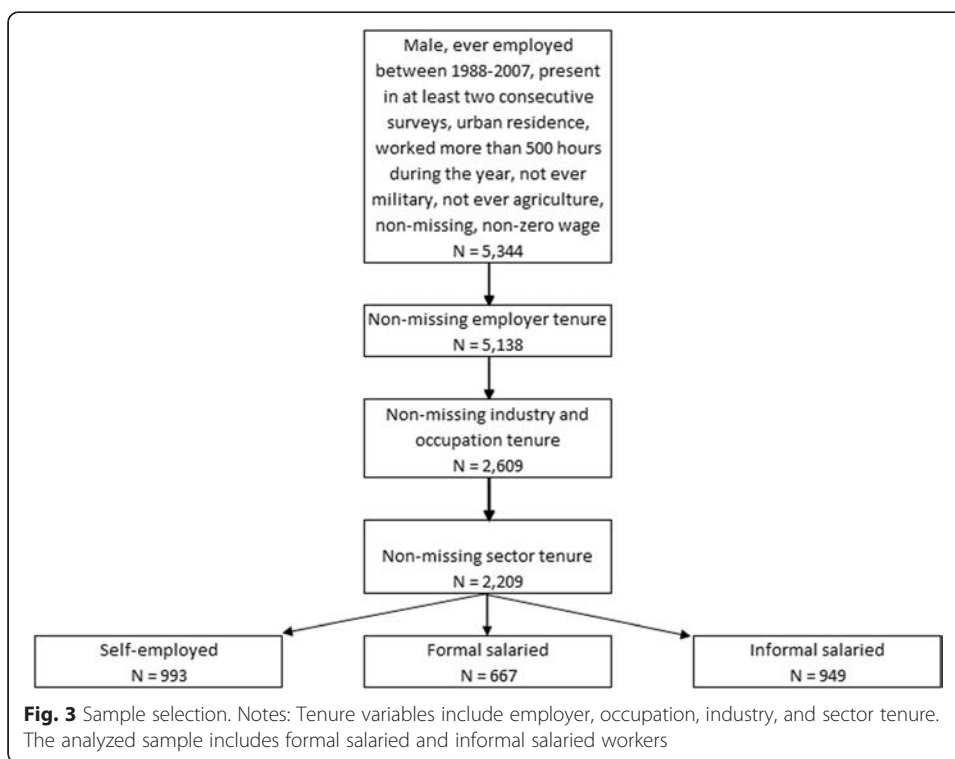 Male, ever employed
between 1988-2007, present
in at least two consecutive
surveys, urban residence,
worked more than 500 hours
during the year, not ever
military, not ever agriculture,
non-missing, non-zero wage
N = 5,344
Non-missing employer tenure
N = 5,138
Non-missing industry and
occupation tenure
N = 2,609
Non-missing sector tenure
N = 2,209
Self-employed
N = 993
Formal salaried
N = 667
Informal salaried
N = 949
Fig. 3 Sample selection. Notes: Tenure variables include employer, occupation, industry, and sector tenure.
The analyzed sample includes formal salaried and informal salaried workers